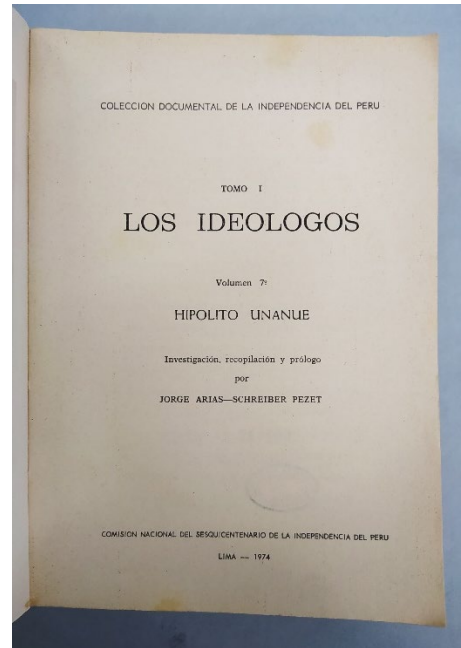 COLECCION DOCUMENTAL DE LA INDEPENDENCIA DEL PERU
TOMO I
LOS IDEOLOGOS
Volumen 7º
HIPOLITO UNANUE
Investigación, recopilación y prólogo
por
JORGE ARIAS—SCHREIBER PEZET
COMISION NACIONAL DEL SESQUICENTENARIO DE LA INDEPENDENCIA DEL PERU
LIMA — 1974